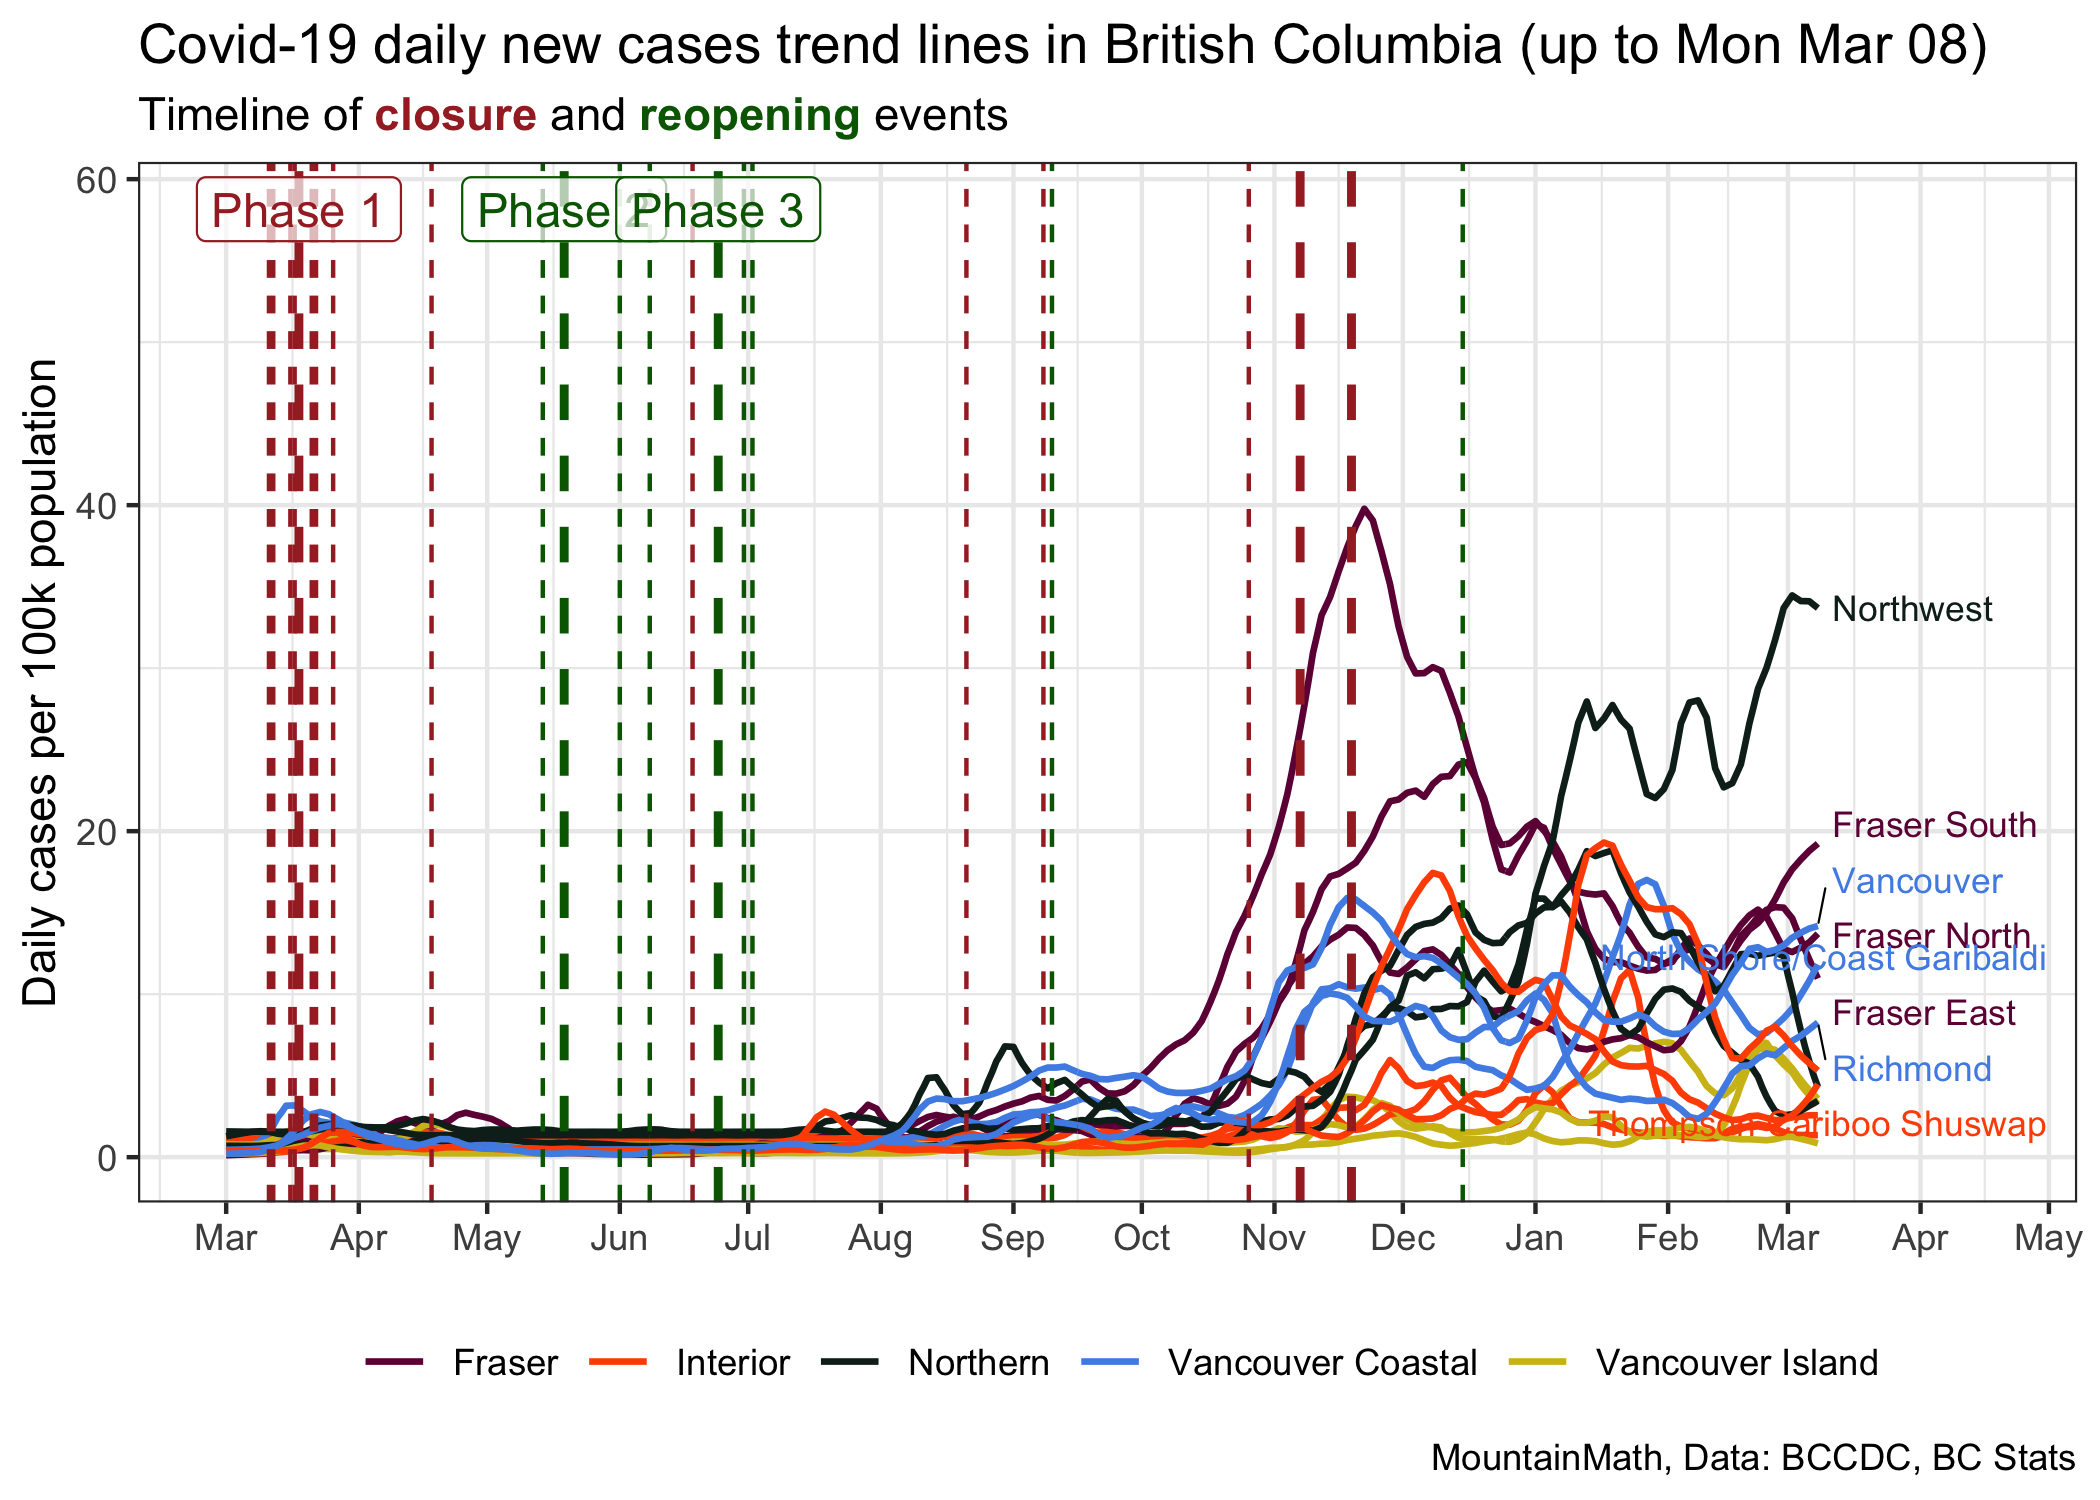 Covid-19 daily new cases trend lines in British Columbia (up to Mon Mar 08)
Timeline of closure and reopening events
Daily cases per 100k population
60
40
20
0
Phase 1
Phase 2
Phase 3
Northwest
Fraser South
Vancouver
Fraser North
North Shore/Coast Garibaldi
Fraser East
Richmond
Thompson Cariboo Shuswap
Mar Apr May Jun Jul Aug Sep Oct Nov Dec Jan Feb Mar Apr May
Fraser Interior Northern Vancouver Coastal Vancouver Island
MountainMath, Data: BCCDC, BC Stats